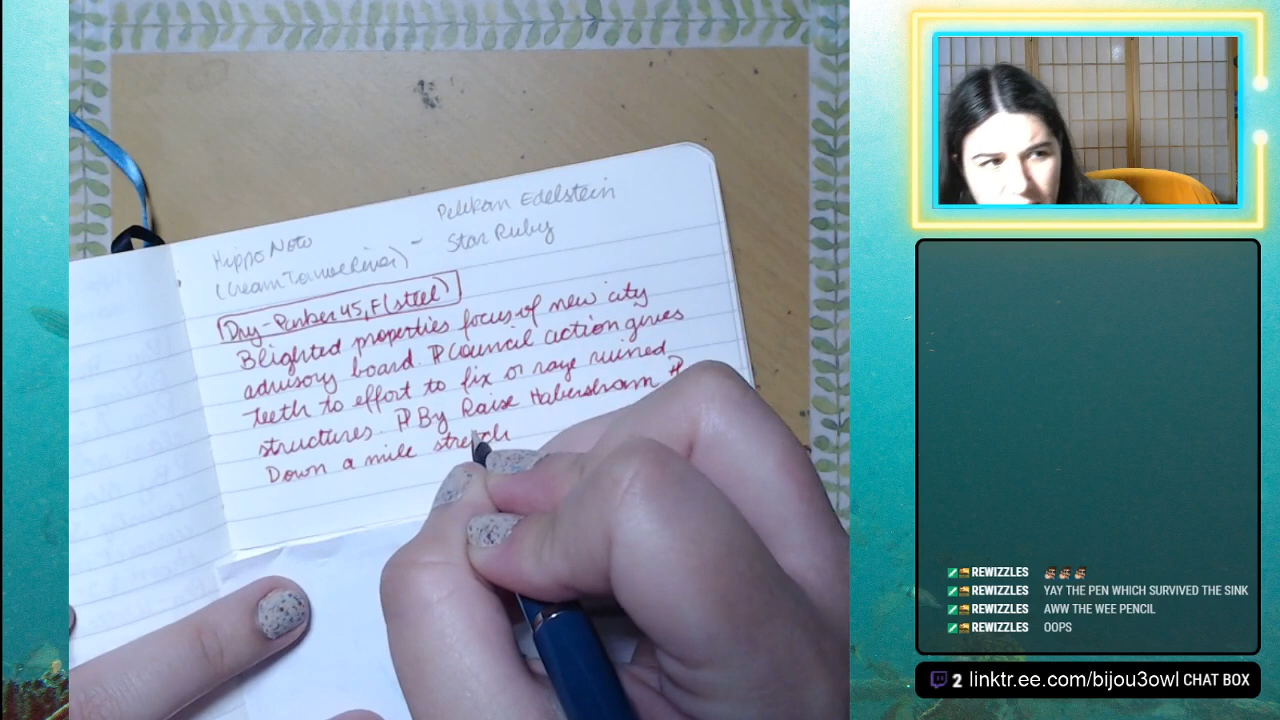 Hippo Noto
(Cream Tomoe River) -
Pelikan Edelstein
Star Ruby
Dry - Parker 45, F (steel)
Blighted properties focus of new city
advisory board. ¶ Council action gives
teeth to effort to fix or raze ruined
structures. ¶ By Raise Habersham ¶
Down a mile stretch
REWIZZLES
REWIZZLES YAY THE PEN WHICH SURVIVED THE SINK
REWIZZLES AWW THE WEE PENCIL
REWIZZLES OOPS
2 linktr.ee.com/bijou3owl CHAT BOX